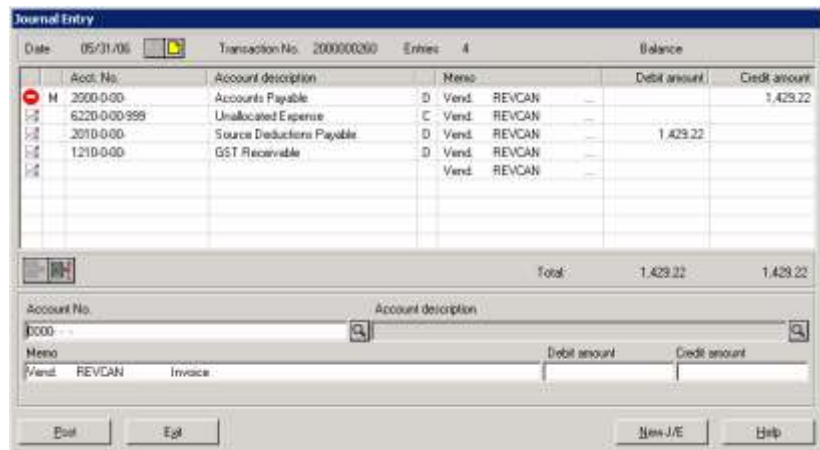 Journal Entry
Date 05/31/06 Transaction No. 2000000260 Entries 4 Balance
Acct. No. Account description Memo Debit amount Credit amount
M 2000-0-00- Accounts Payable D Vend. REVCAN ... 1,429.22
6220-0-00-999 Unallocated Expense C Vend. REVCAN ...
2010-0-00- Source Deductions Payable D Vend. REVCAN ... 1,429.22
1210-0-00- GST Receivable D Vend. REVCAN ...
Vend. REVCAN ...
Total 1,429.22 1,429.22
Account No. Account description
0000- - -
Memo Debit amount Credit amount
Vend. REVCAN Invoice
Post Exit New J/E Help